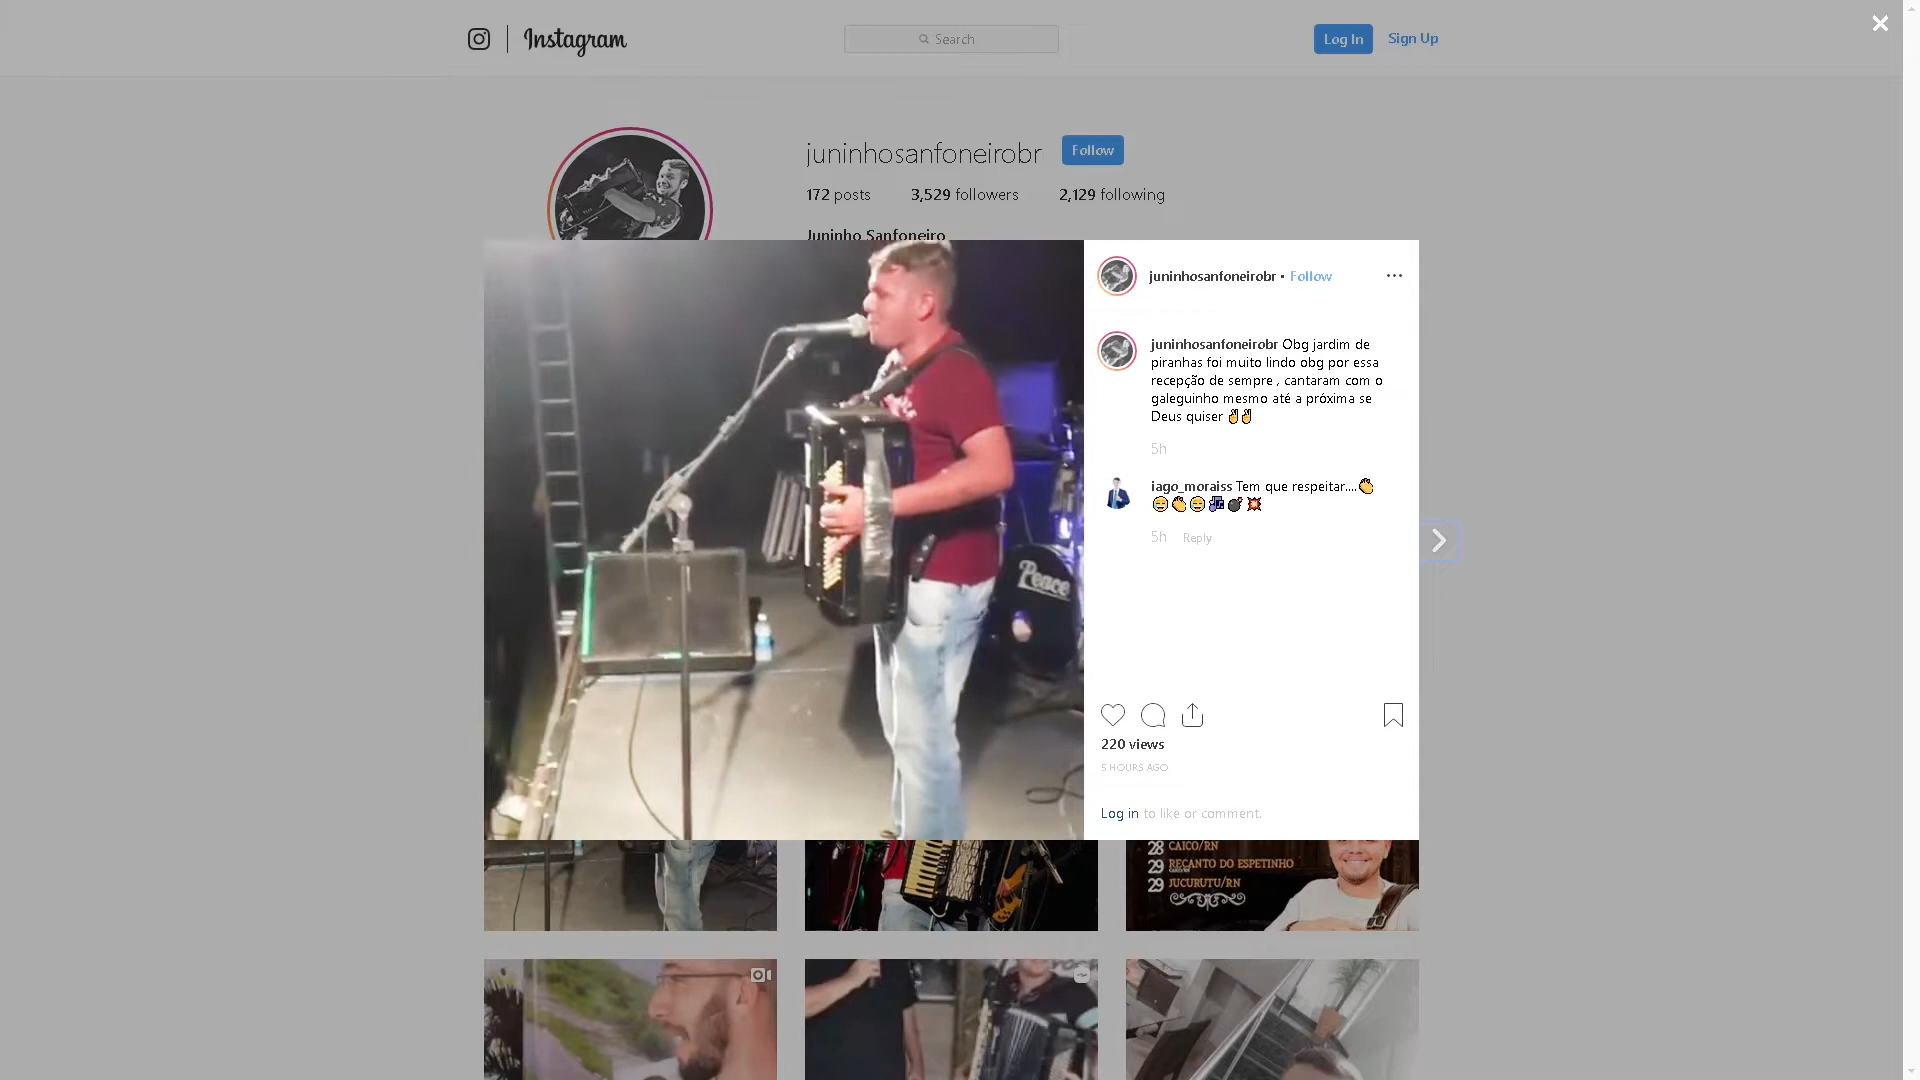 Instagram
Search
Log In
Sign Up
juninhosanfoneirobr
Follow
172 posts
3,529 followers
2,129 following
Juninho Sanfoneiro
juninhosanfoneirobr • Follow
juninhosanfoneirobr Obg jardim de
piranhas foi muito lindo obg por essa
recepção de sempre , cantaram com o
galeguinho mesmo até a próxima se
Deus quiser ✌✌
5h
iago_moraiss Tem que respeitar....👏
😂👏😂🎶💣💥
5h Reply
Peace
220 views
5 HOURS AGO
Log in to like or comment.
28 CAICO/RN
29 RECANTO DO ESPETINHO
CAICO/RN
29 JUCURUTU/RN